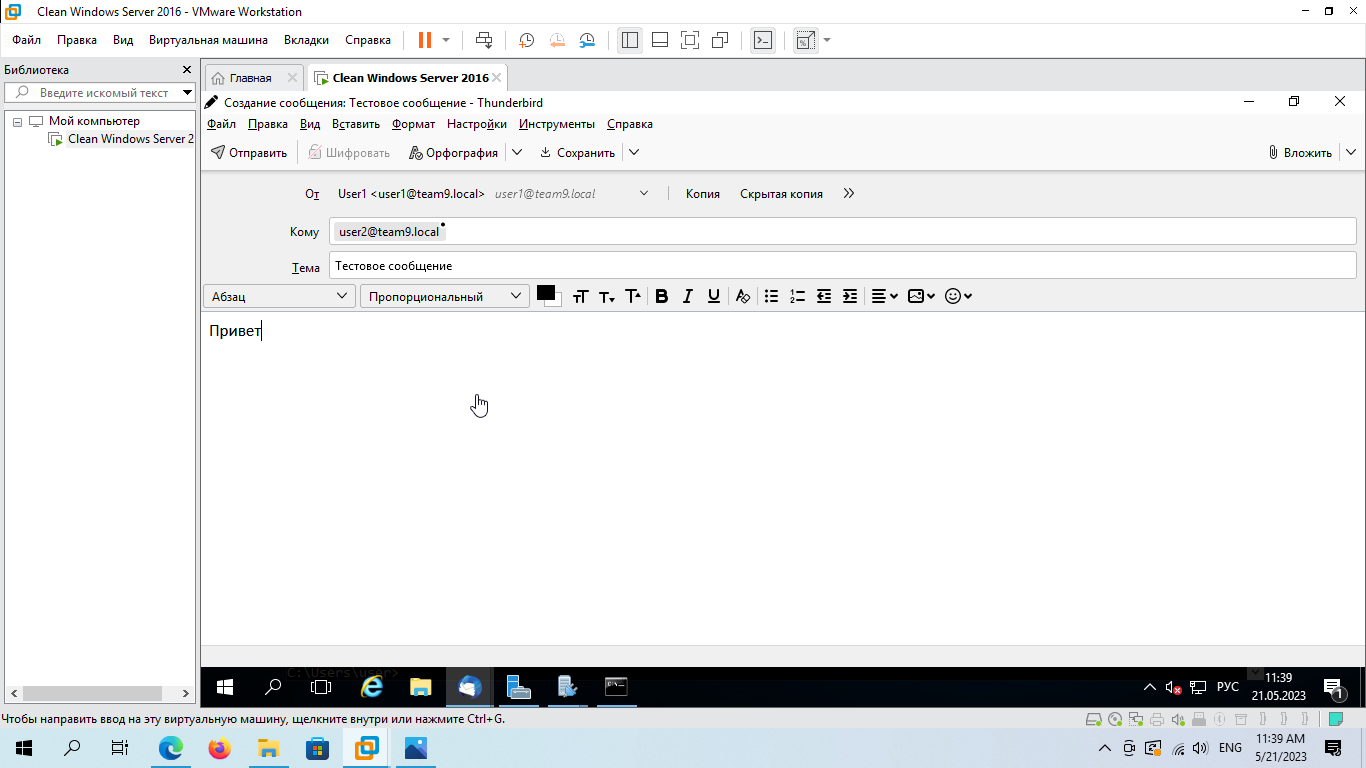 Clean Windows Server 2016 - VMware Workstation
Файл Правка Вид Виртуальная машина Вкладки Справка
Библиотека
Введите искомый текст
Мой компьютер
Clean Windows Server 2
Главная
Clean Windows Server 2016
Создание сообщения: Тестовое сообщение - Thunderbird
Файл Правка Вид Вставить Формат Настройки Инструменты Справка
Отправить Шифровать Орфография Сохранить Вложить
От User1 <user1@team9.local> user1@team9.local Копия Скрытая копия
Кому user2@team9.local
Тема Тестовое сообщение
Абзац Пропорциональный
Привет
C:\Users\user>
РУС
11:39
21.05.2023
1
Чтобы направить ввод на эту виртуальную машину, щелкните внутри или нажмите Ctrl+G.
ENG
11:39 AM
5/21/2023